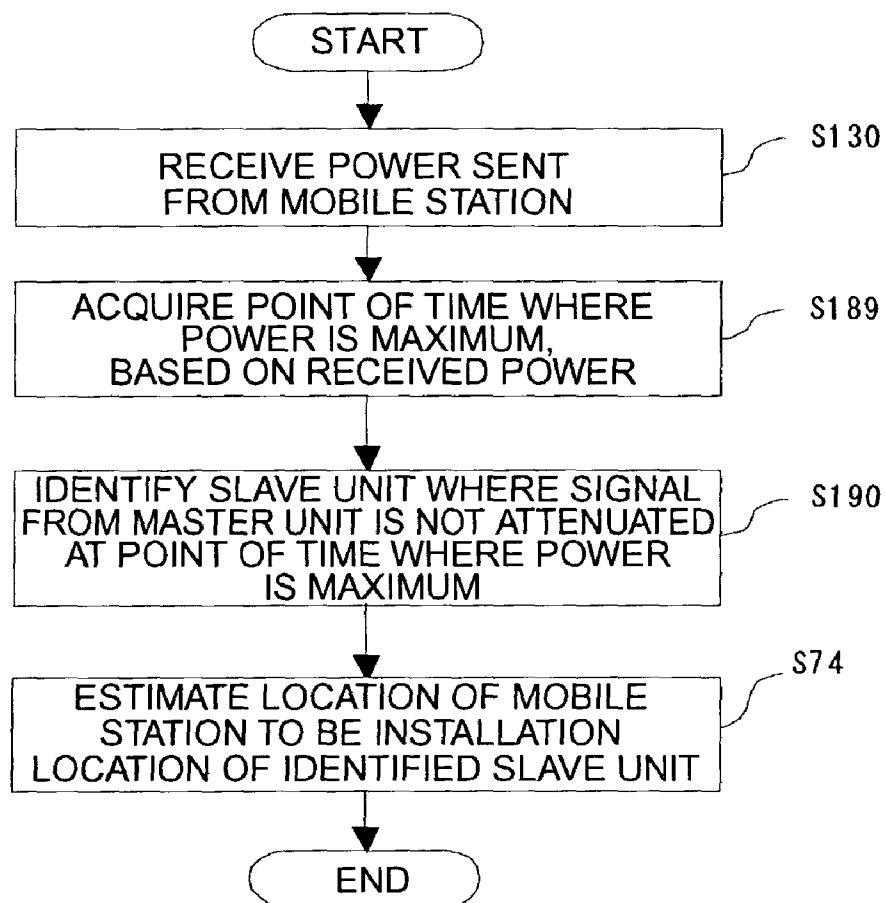 START
S130
RECEIVE POWER SENT
FROM MOBILE STATION
S189
ACQUIRE POINT OF TIME WHERE
POWER IS MAXIMUM,
BASED ON RECEIVED POWER
S190
IDENTIFY SLAVE UNIT WHERE SIGNAL
FROM MASTER UNIT IS NOT ATTENUATED
AT POINT OF TIME WHERE POWER
IS MAXIMUM
S74
ESTIMATE LOCATION OF MOBILE
STATION TO BE INSTALLATION
LOCATION OF IDENTIFIED SLAVE UNIT
END